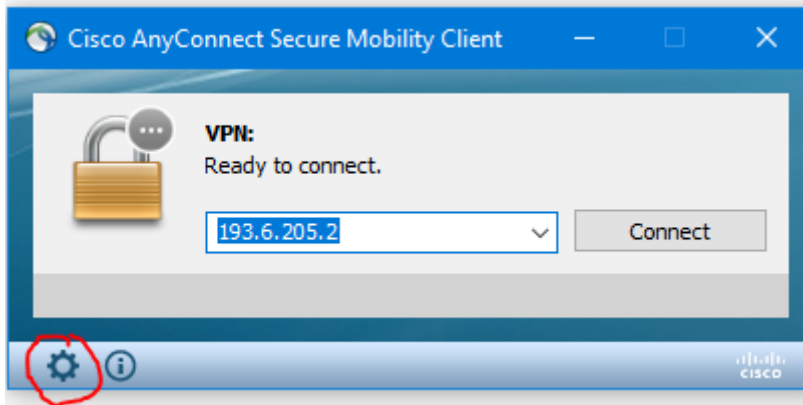 Cisco AnyConnect Secure Mobility Client
VPN:
Ready to connect.
193.6.205.2
Connect
CISCO